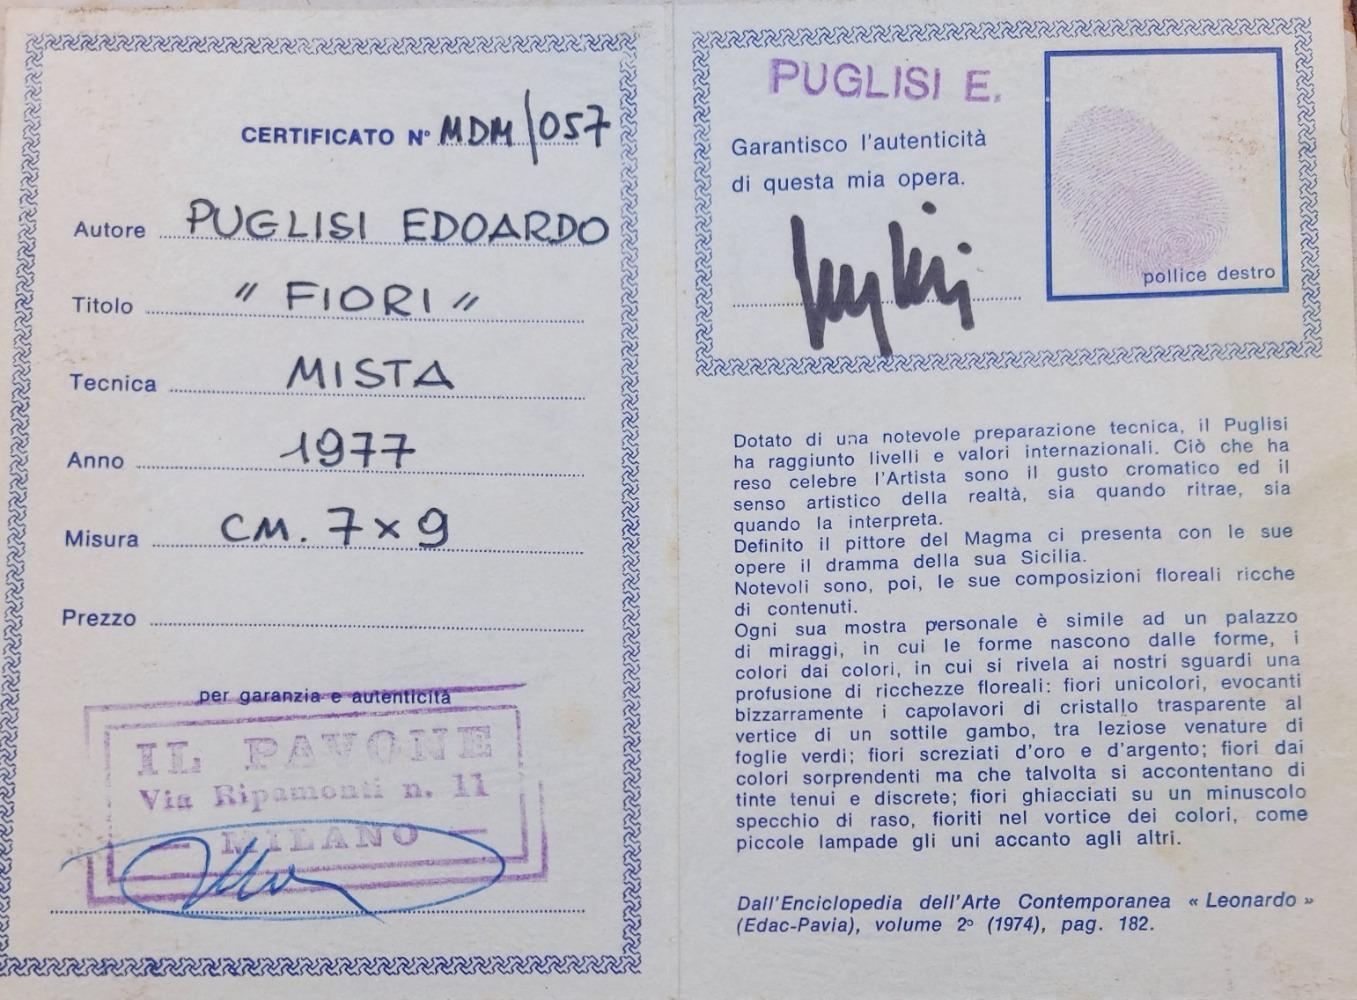 CERTIFICATO N° MDM/057
Autore PUGLISI EDOARDO
Titolo "FIORI"
Tecnica MISTA
Anno 1977
Misura CM. 7x9
Prezzo
per garanzia e autenticità
IL PAVONE
Via Ripamonti n. 11
MILANO
PUGLISI E.
Garantisco l'autenticità
di questa mia opera.
pollice destro
Dotato di una notevole preparazione tecnica, il Puglisi
ha raggiunto livelli e valori internazionali. Ciò che ha
reso celebre l'Artista sono il gusto cromatico ed il
senso artistico della realtà, sia quando ritrae, sia
quando la interpreta.
Definito il pittore del Magma ci presenta con le sue
opere il dramma della sua Sicilia.
Notevoli sono, poi, le sue composizioni floreali ricche
di contenuti.
Ogni sua mostra personale è simile ad un palazzo
di miraggi, in cui le forme nascono dalle forme, i
colori dai colori, in cui si rivela ai nostri sguardi una
profusione di ricchezze floreali: fiori unicolori, evocanti
bizzarramente i capolavori di cristallo trasparente al
vertice di un sottile gambo, tra leziose venature di
foglie verdi; fiori screziati d'oro e d'argento; fiori dai
colori sorprendenti ma che talvolta si accontentano di
tinte tenui e discrete; fiori ghiacciati su un minuscolo
specchio di raso, fioriti nel vortice dei colori, come
piccole lampade gli uni accanto agli altri.
Dall'Enciclopedia dell'Arte Contemporanea « Leonardo »
(Edac-Pavia), volume 2° (1974), pag. 182.